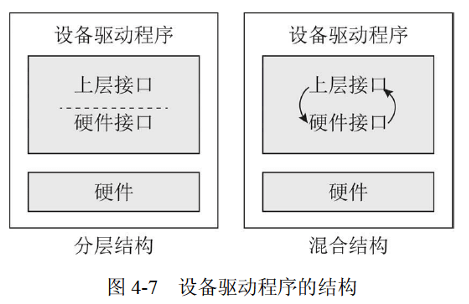 设备驱动程序
上层接口
硬件接口
硬件
分层结构
设备驱动程序
上层接口
硬件接口
硬件
混合结构
图 4-7 设备驱动程序的结构